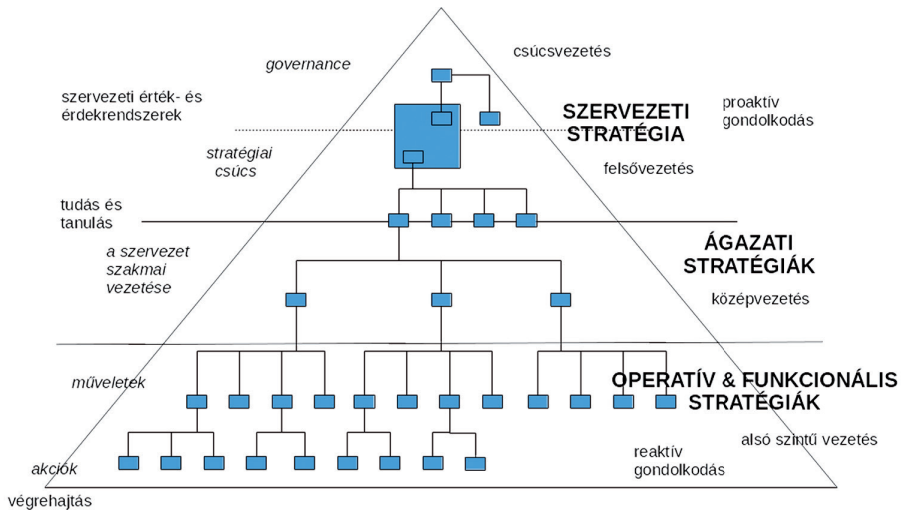 csúcsvezetés
governance
szervezeti érték- és
érdekrendszerek
SZERVEZETI
STRATÉGIA
proaktív
gondolkodás
stratégiai
csúcs
felsővezetés
tudás és
tanulás
a szervezet
szakmai
vezetése
ÁGAZATI
STRATÉGIÁK
középvezetés
műveletek
OPERATÍV & FUNKCIONÁLIS
STRATÉGIÁK
alsó szintű vezetés
reaktív
gondolkodás
akciók
végrehajtás